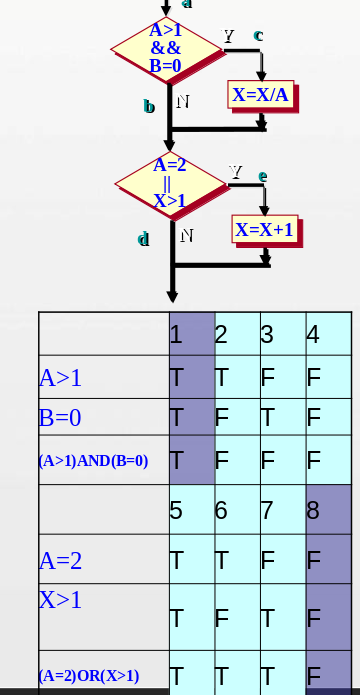 a
A>1
&&
B=0
Y
c
X=X/A
b
N
A=2
||
X>1
Y
e
X=X+1
d
N
1 2 3 4
A>1 T T F F
B=0 T F T F
(A>1)AND(B=0) T F F F
5 6 7 8
A=2 T T F F
X>1 T F T F
(A=2)OR(X>1) T T T F